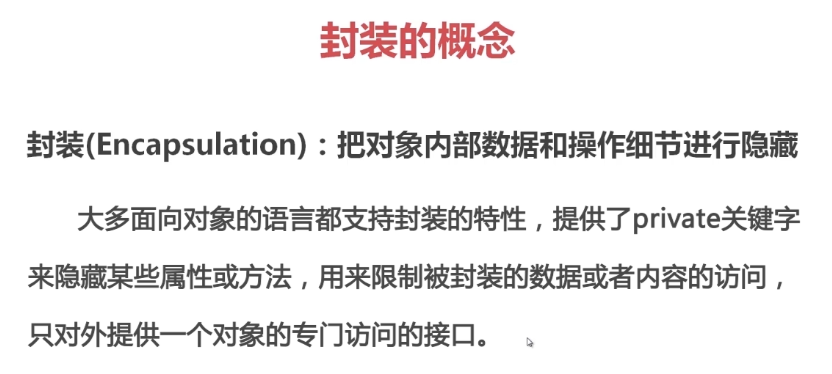 封装的概念
封装(Encapsulation)：把对象内部数据和操作细节进行隐藏
大多面向对象的语言都支持封装的特性，提供了private关键字
来隐藏某些属性或方法，用来限制被封装的数据或者内容的访问，
只对外提供一个对象的专门访问的接口。